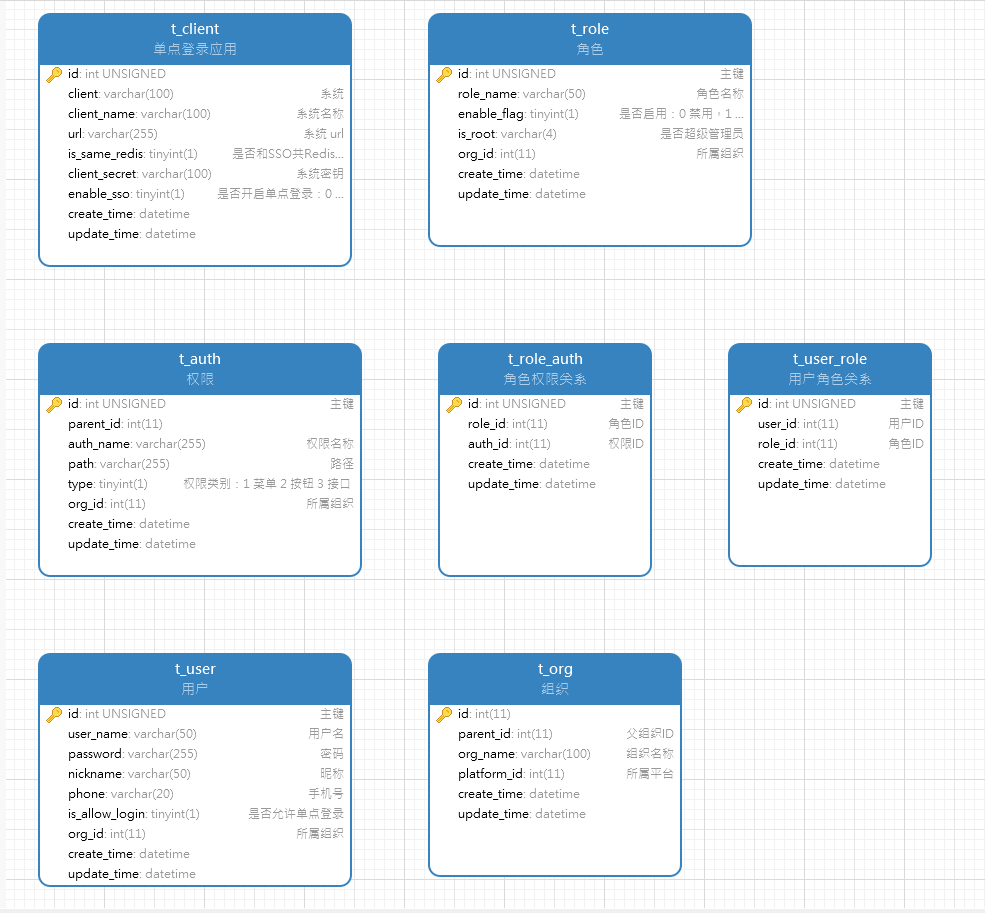 t_client
单点登录应用
id: int UNSIGNED
client: varchar(100) 系统
client_name: varchar(100) 系统名称
url: varchar(255) 系统 url
is_same_redis: tinyint(1) 是否和SSO共Redis...
client_secret: varchar(100) 系统密钥
enable_sso: tinyint(1) 是否开启单点登录：0 ...
create_time: datetime
update_time: datetime
t_role
角色
id: int UNSIGNED 主键
role_name: varchar(50) 角色名称
enable_flag: tinyint(1) 是否启用：0 禁用，1 ...
is_root: varchar(4) 是否超级管理员
org_id: int(11) 所属组织
create_time: datetime
update_time: datetime
t_auth
权限
id: int UNSIGNED 主键
parent_id: int(11)
auth_name: varchar(255) 权限名称
path: varchar(255) 路径
type: tinyint(1) 权限类别：1 菜单 2 按钮 3 接口
org_id: int(11) 所属组织
create_time: datetime
update_time: datetime
t_role_auth
角色权限关系
id: int UNSIGNED 主键
role_id: int(11) 角色ID
auth_id: int(11) 权限ID
create_time: datetime
update_time: datetime
t_user_role
用户角色关系
id: int UNSIGNED 主键
user_id: int(11) 用户ID
role_id: int(11) 角色ID
create_time: datetime
update_time: datetime
t_user
用户
id: int UNSIGNED 主键
user_name: varchar(50) 用户名
password: varchar(255) 密码
nickname: varchar(50) 昵称
phone: varchar(20) 手机号
is_allow_login: tinyint(1) 是否允许单点登录
org_id: int(11) 所属组织
create_time: datetime
update_time: datetime
t_org
组织
id: int(11)
parent_id: int(11) 父组织ID
org_name: varchar(100) 组织名称
platform_id: int(11) 所属平台
create_time: datetime
update_time: datetime